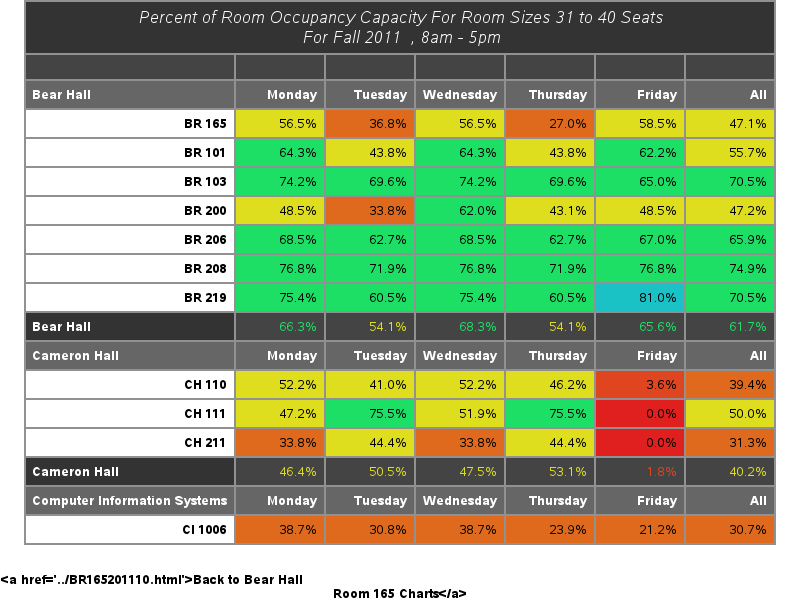 Percent of Room Occupancy Capacity For Room Sizes 31 to 40 Seats
For Fall 2011 , 8am - 5pm
Bear Hall Monday Tuesday Wednesday Thursday Friday All
BR 165 56.5% 36.8% 56.5% 27.0% 58.5% 47.1%
BR 101 64.3% 43.8% 64.3% 43.8% 62.2% 55.7%
BR 103 74.2% 69.6% 74.2% 69.6% 65.0% 70.5%
BR 200 48.5% 33.8% 62.0% 43.1% 48.5% 47.2%
BR 206 68.5% 62.7% 68.5% 62.7% 67.0% 65.9%
BR 208 76.8% 71.9% 76.8% 71.9% 76.8% 74.9%
BR 219 75.4% 60.5% 75.4% 60.5% 81.0% 70.5%
Bear Hall 66.3% 54.1% 68.3% 54.1% 65.6% 61.7%
Cameron Hall Monday Tuesday Wednesday Thursday Friday All
CH 110 52.2% 41.0% 52.2% 46.2% 3.6% 39.4%
CH 111 47.2% 75.5% 51.9% 75.5% 0.0% 50.0%
CH 211 33.8% 44.4% 33.8% 44.4% 0.0% 31.3%
Cameron Hall 46.4% 50.5% 47.5% 53.1% 1.8% 40.2%
Computer Information Systems Monday Tuesday Wednesday Thursday Friday All
CI 1006 38.7% 30.8% 38.7% 23.9% 21.2% 30.7%
<a href='../BR165201110.html'>Back to Bear Hall
Room 165 Charts</a>